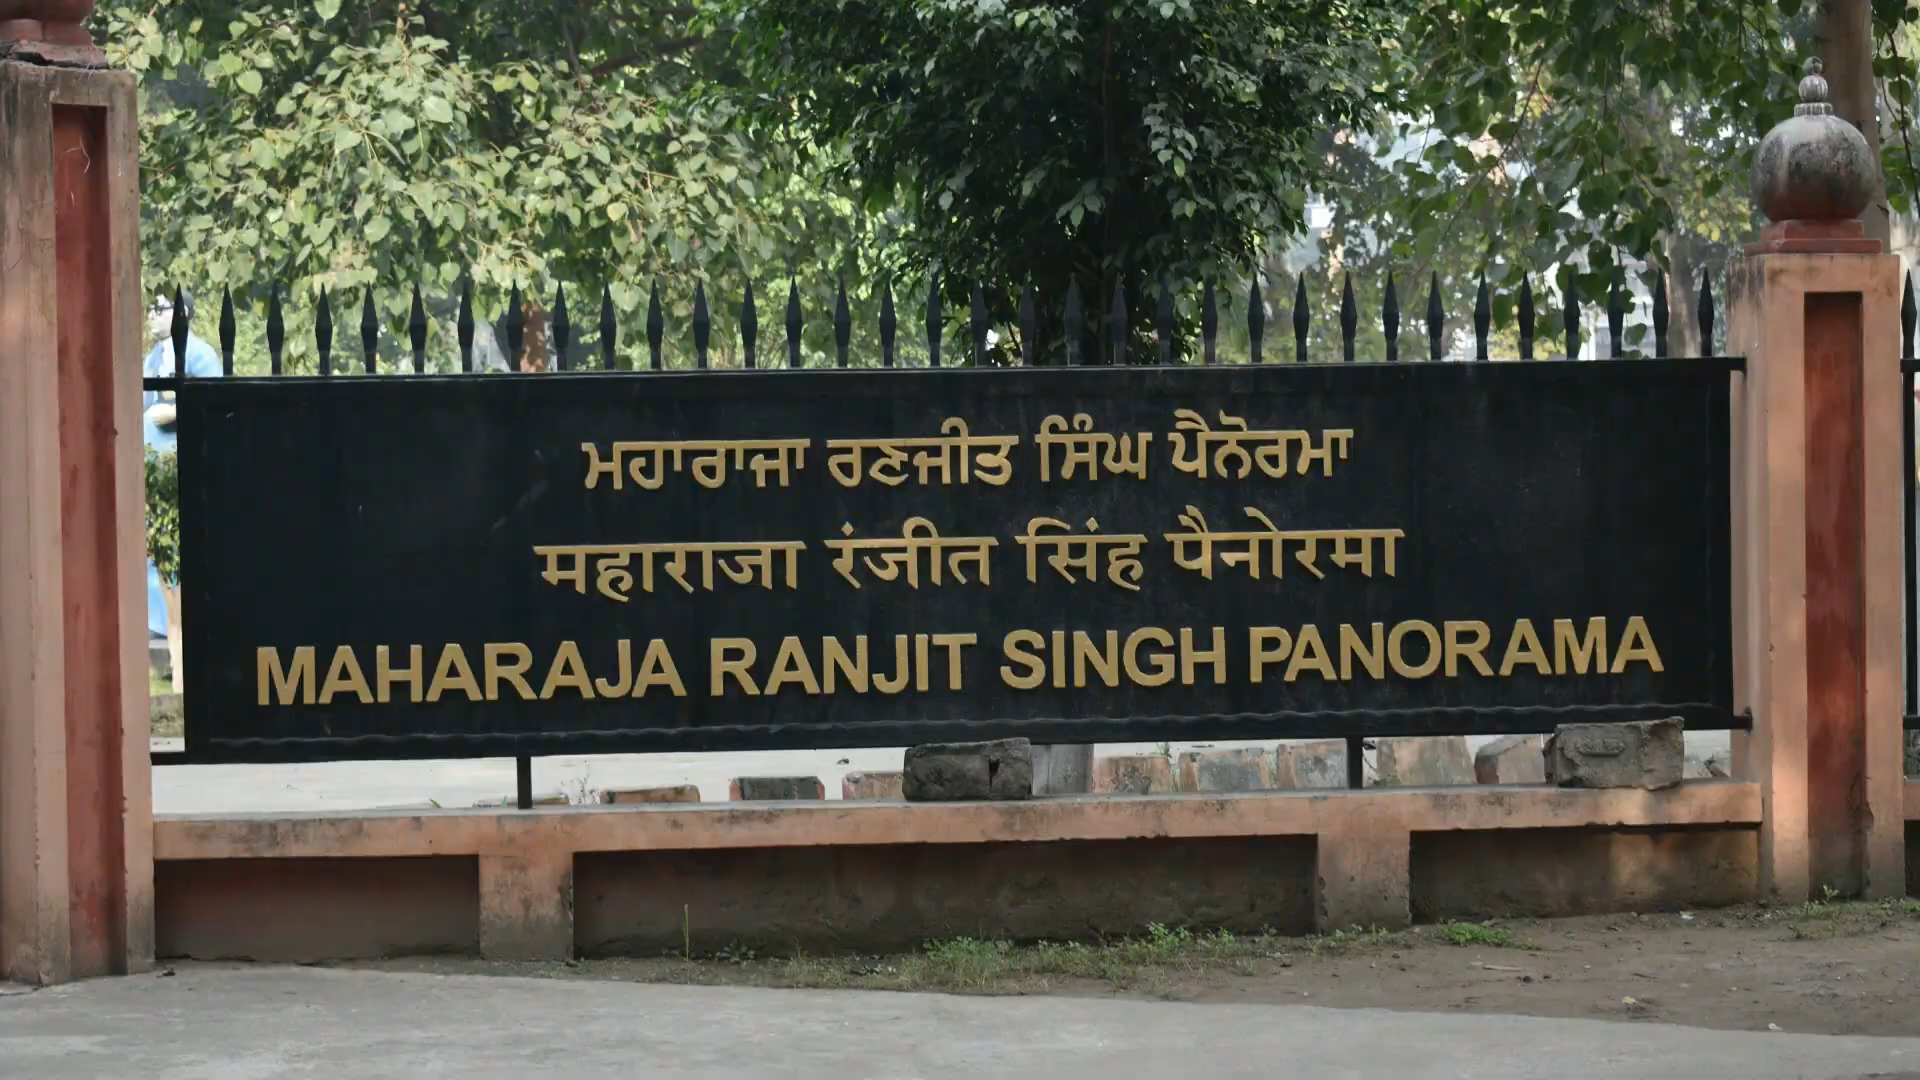 ਮਹਾਰਾਜਾ ਰਣਜੀਤ ਸਿੰਘ ਪੈਨੋਰਮਾ
महाराजा रंजीत सिंह पैनोरमा
MAHARAJA RANJIT SINGH PANORAMA